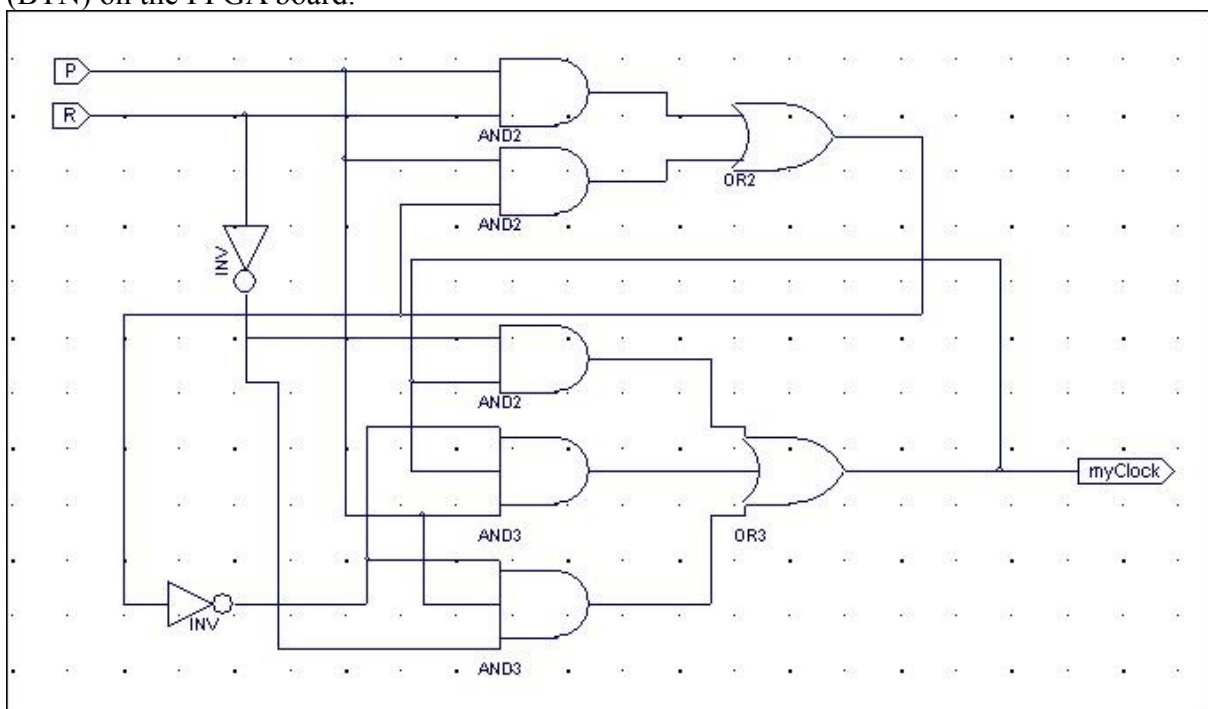 (BTN) on the FPGA board.
P
R
AND2
OR2
AND2
INV
AND2
AND3
OR3
myClock
INV
AND3